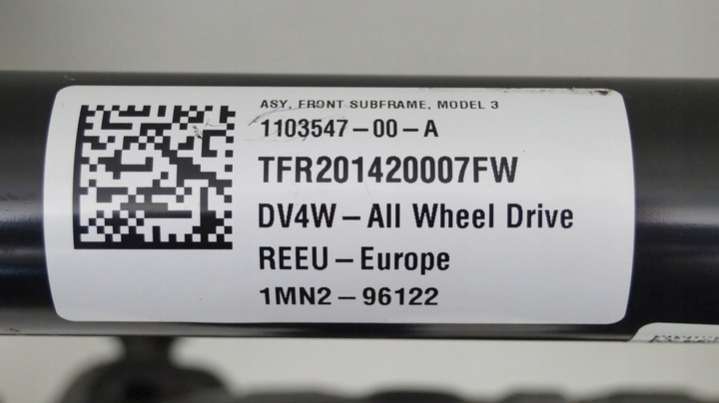 ASY, FRONT SUBFRAME, MODEL 3
1103547-00-A
TFR201420007FW
DV4W-All Wheel Drive
REEU-Europe
1MN2-96122